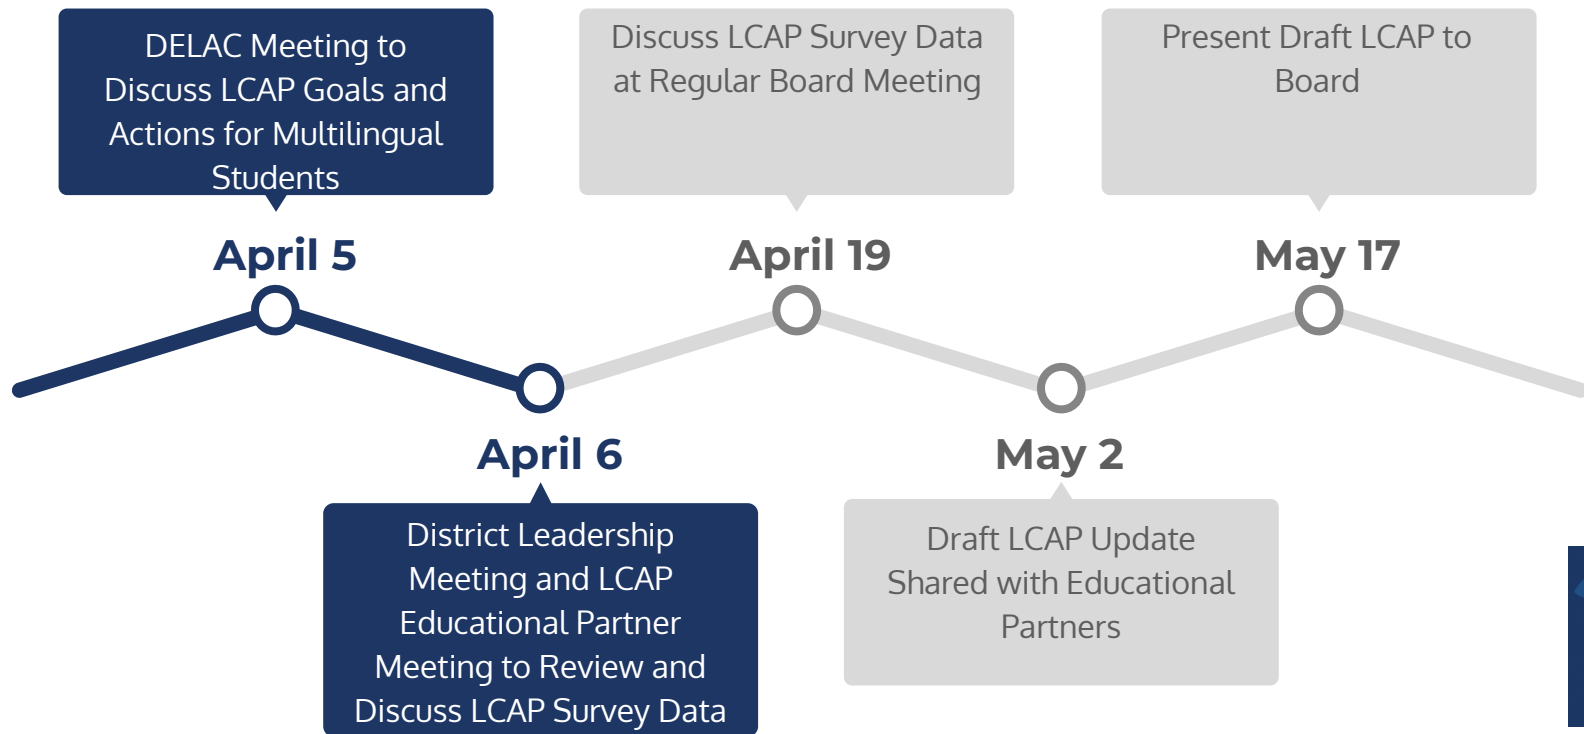 DELAC Meeting to
Discuss LCAP Goals and
Actions for Multilingual
Students
April 5
April 6
District Leadership
Meeting and LCAP
Educational Partner
Meeting to Review and
Discuss LCAP Survey Data
Discuss LCAP Survey Data
at Regular Board Meeting
April 19
May 2
Draft LCAP Update
Shared with Educational
Partners
Present Draft LCAP to
Board
May 17